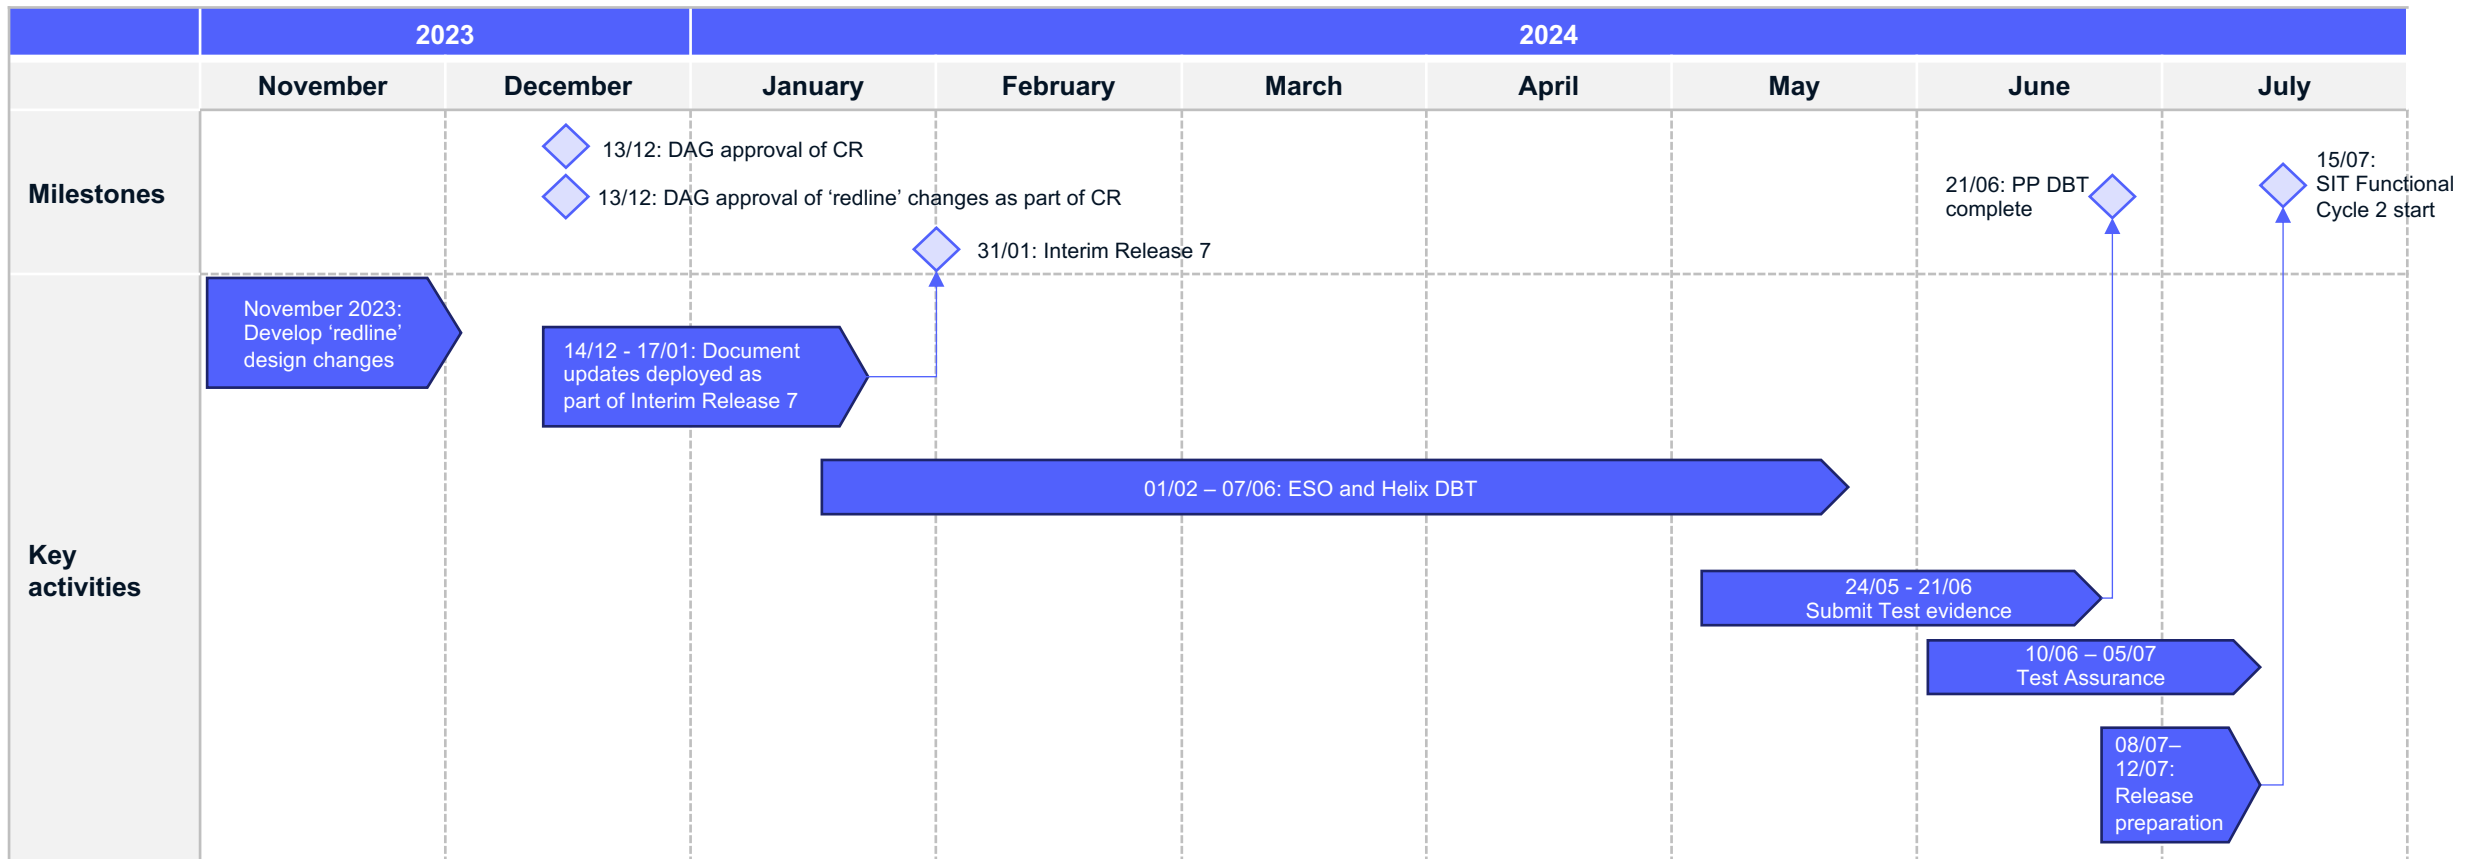 2023
2024
November
December
January
February
March
April
May
June
July
Milestones
13/12: DAG approval of CR
13/12: DAG approval of ‘redline’ changes as part of CR
31/01: Interim Release 7
21/06: PP DBT
complete
15/07:
SIT Functional
Cycle 2 start
Key
activities
November 2023:
Develop ‘redline’
design changes
14/12 - 17/01: Document
updates deployed as
part of Interim Release 7
01/02 – 07/06: ESO and Helix DBT
24/05 - 21/06
Submit Test evidence
10/06 – 05/07
Test Assurance
08/07–
12/07:
Release
preparation